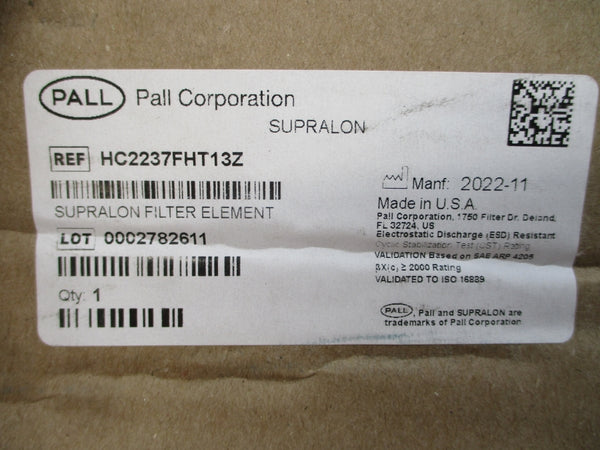 PALL Pall Corporation
SUPRALON
REF HC2237FHT13Z
SUPRALON FILTER ELEMENT
LOT 0002782611
Qty: 1
Manf: 2022-11
Made in U.S.A.
Pall Corporation, 1750 Filter Dr. Deland,
FL 32724, US
Electrostatic Discharge (ESD) Resistant
Cyclic Stabilization Test (CST) Rating
VALIDATION Based on SAE ARP 4205
βX(c) ≥ 2000 Rating
VALIDATED TO ISO 16889
PALL, Pall and SUPRALON are
trademarks of Pall Corporation